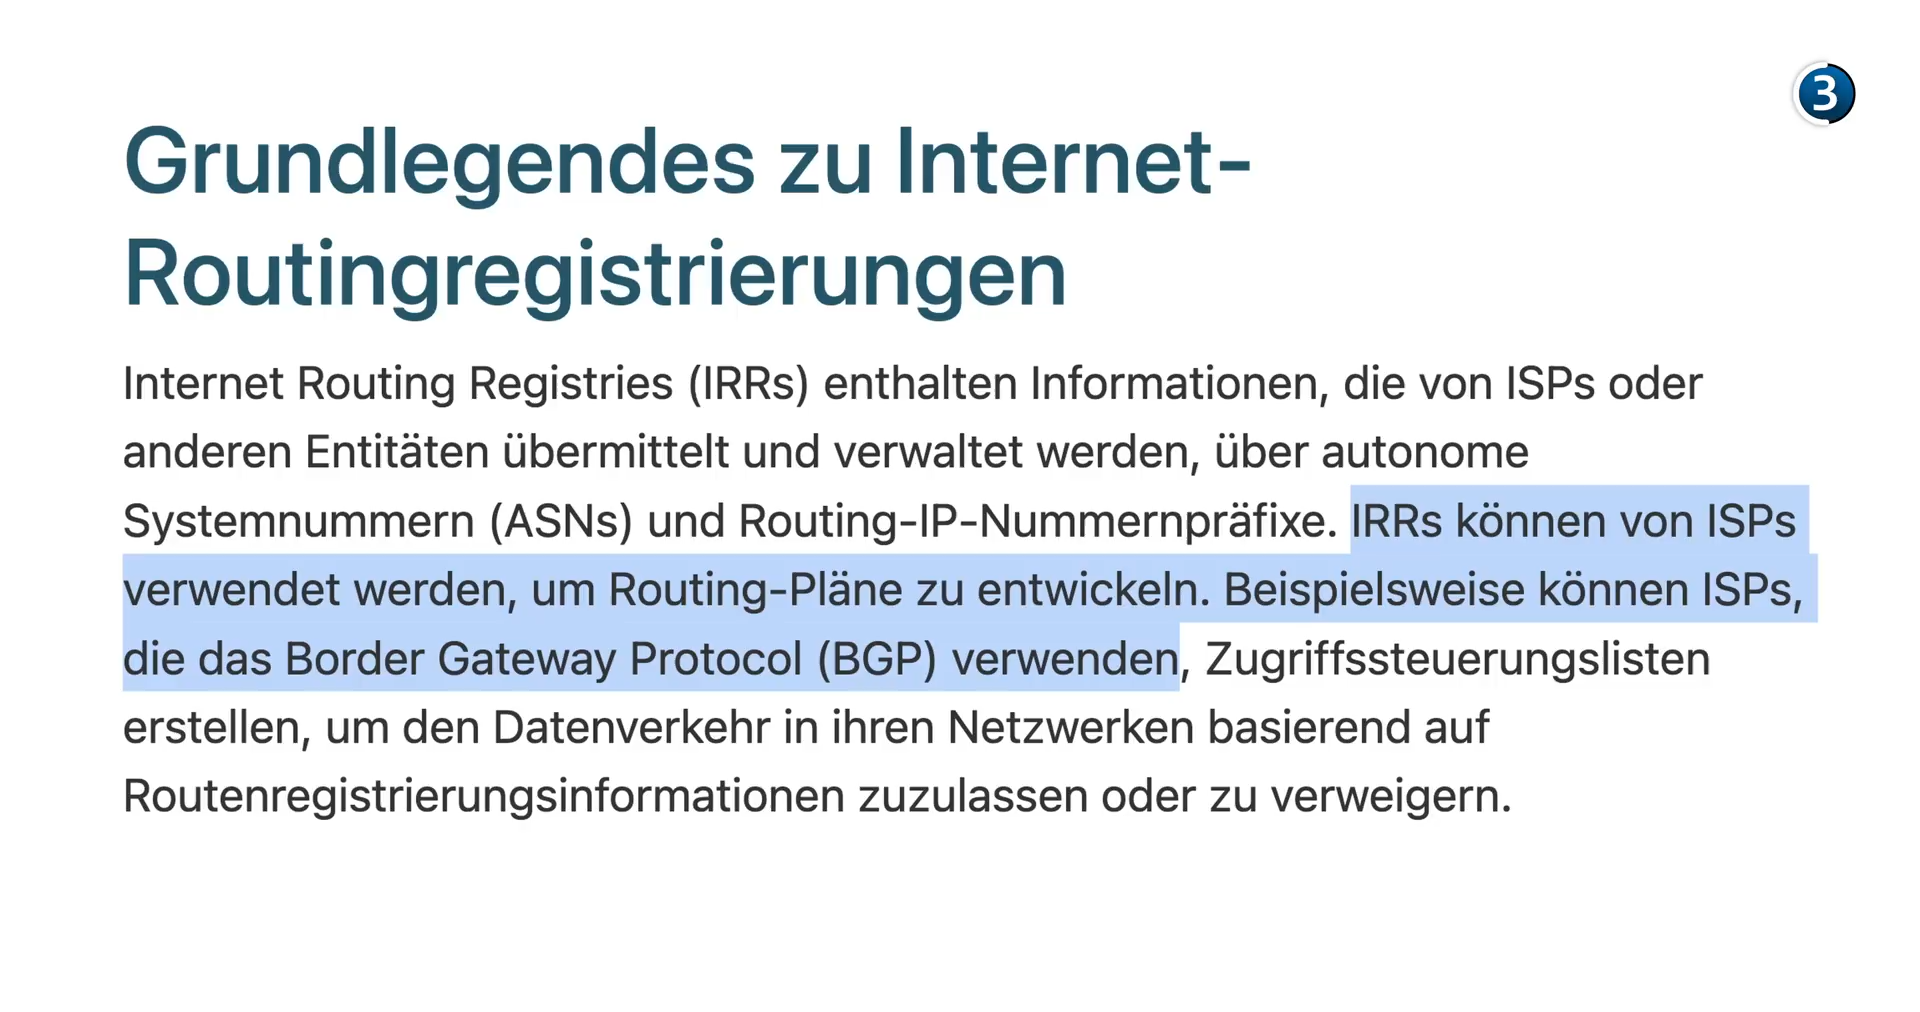 3
Grundlegendes zu Internet-
Routingregistrierungen
Internet Routing Registries (IRRs) enthalten Informationen, die von ISPs oder
anderen Entitäten übermittelt und verwaltet werden, über autonome
Systemnummern (ASNs) und Routing-IP-Nummernpräfixe. IRRs können von ISPs
verwendet werden, um Routing-Pläne zu entwickeln. Beispielsweise können ISPs,
die das Border Gateway Protocol (BGP) verwenden, Zugriffssteuerungslisten
erstellen, um den Datenverkehr in ihren Netzwerken basierend auf
Routenregistrierungsinformationen zuzulassen oder zu verweigern.